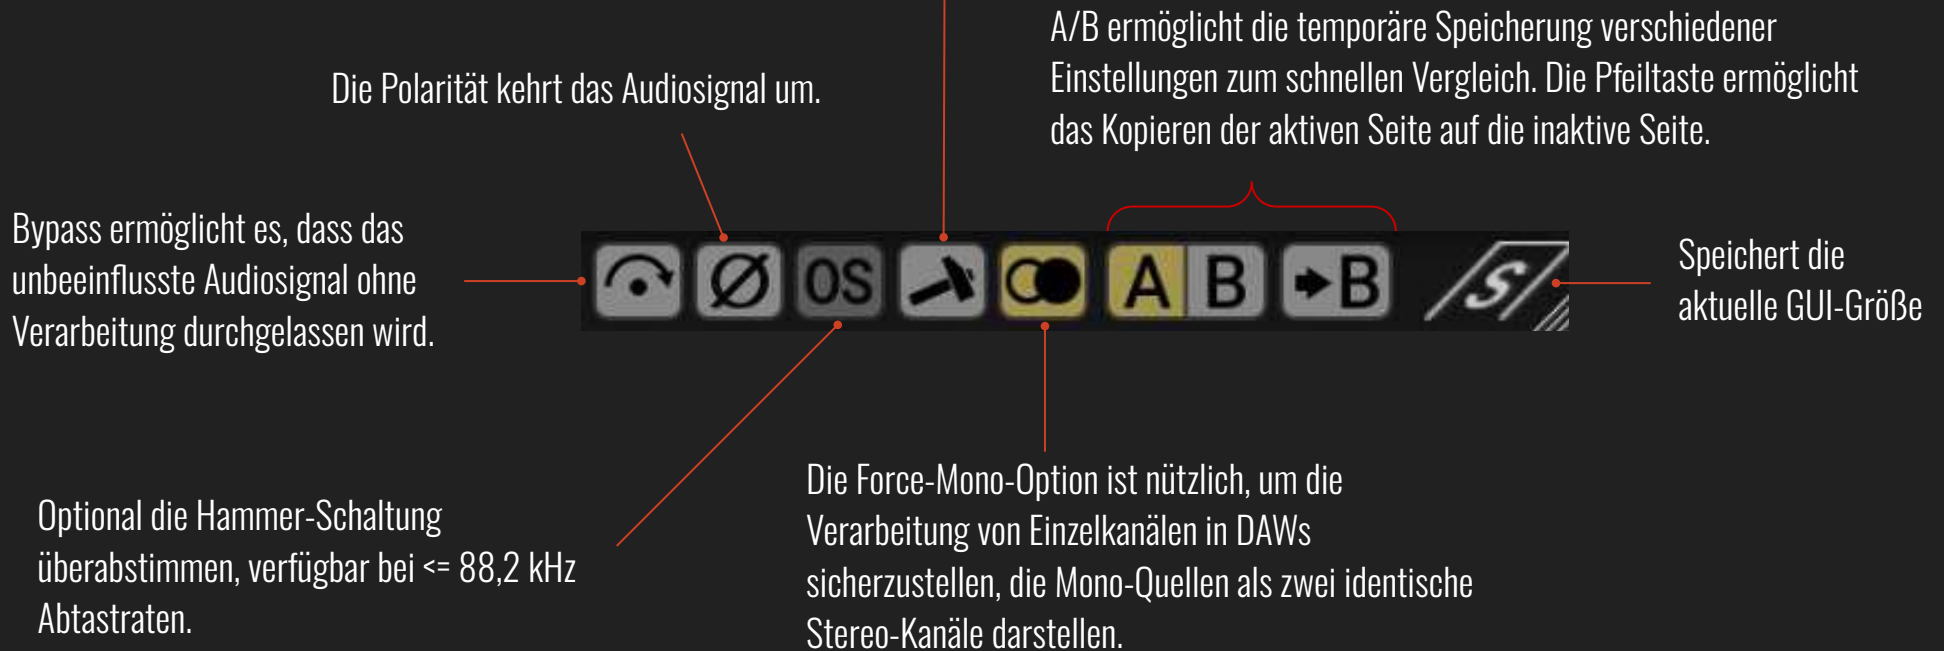 A/B ermöglicht die temporäre Speicherung verschiedener
Einstellungen zum schnellen Vergleich. Die Pfeiltaste ermöglicht
das Kopieren der aktiven Seite auf die inaktive Seite.
Die Polarität kehrt das Audiosignal um.
Bypass ermöglicht es, dass das
unbeeinflusste Audiosignal ohne
Verarbeitung durchgelassen wird.
Ø OS A B B S
Speichert die
aktuelle GUI-Größe
Optional die Hammer-Schaltung
überabstimmen, verfügbar bei <= 88,2 kHz
Abtastraten.
Die Force-Mono-Option ist nützlich, um die
Verarbeitung von Einzelkanälen in DAWs
sicherzustellen, die Mono-Quellen als zwei identische
Stereo-Kanäle darstellen.